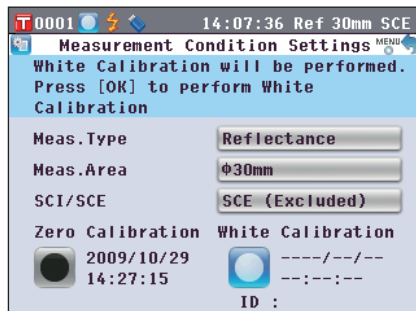 T 0001 14:07:36 Ref 30mm SCE
Measurement Condition Settings MENU
White Calibration will be performed.
Press [OK] to perform White
Calibration
Meas.Type Reflectance
Meas.Area Φ30mm
SCI/SCE SCE (Excluded)
Zero Calibration White Calibration
2009/10/29 ----/--/--
14:27:15 --:--:--
ID :